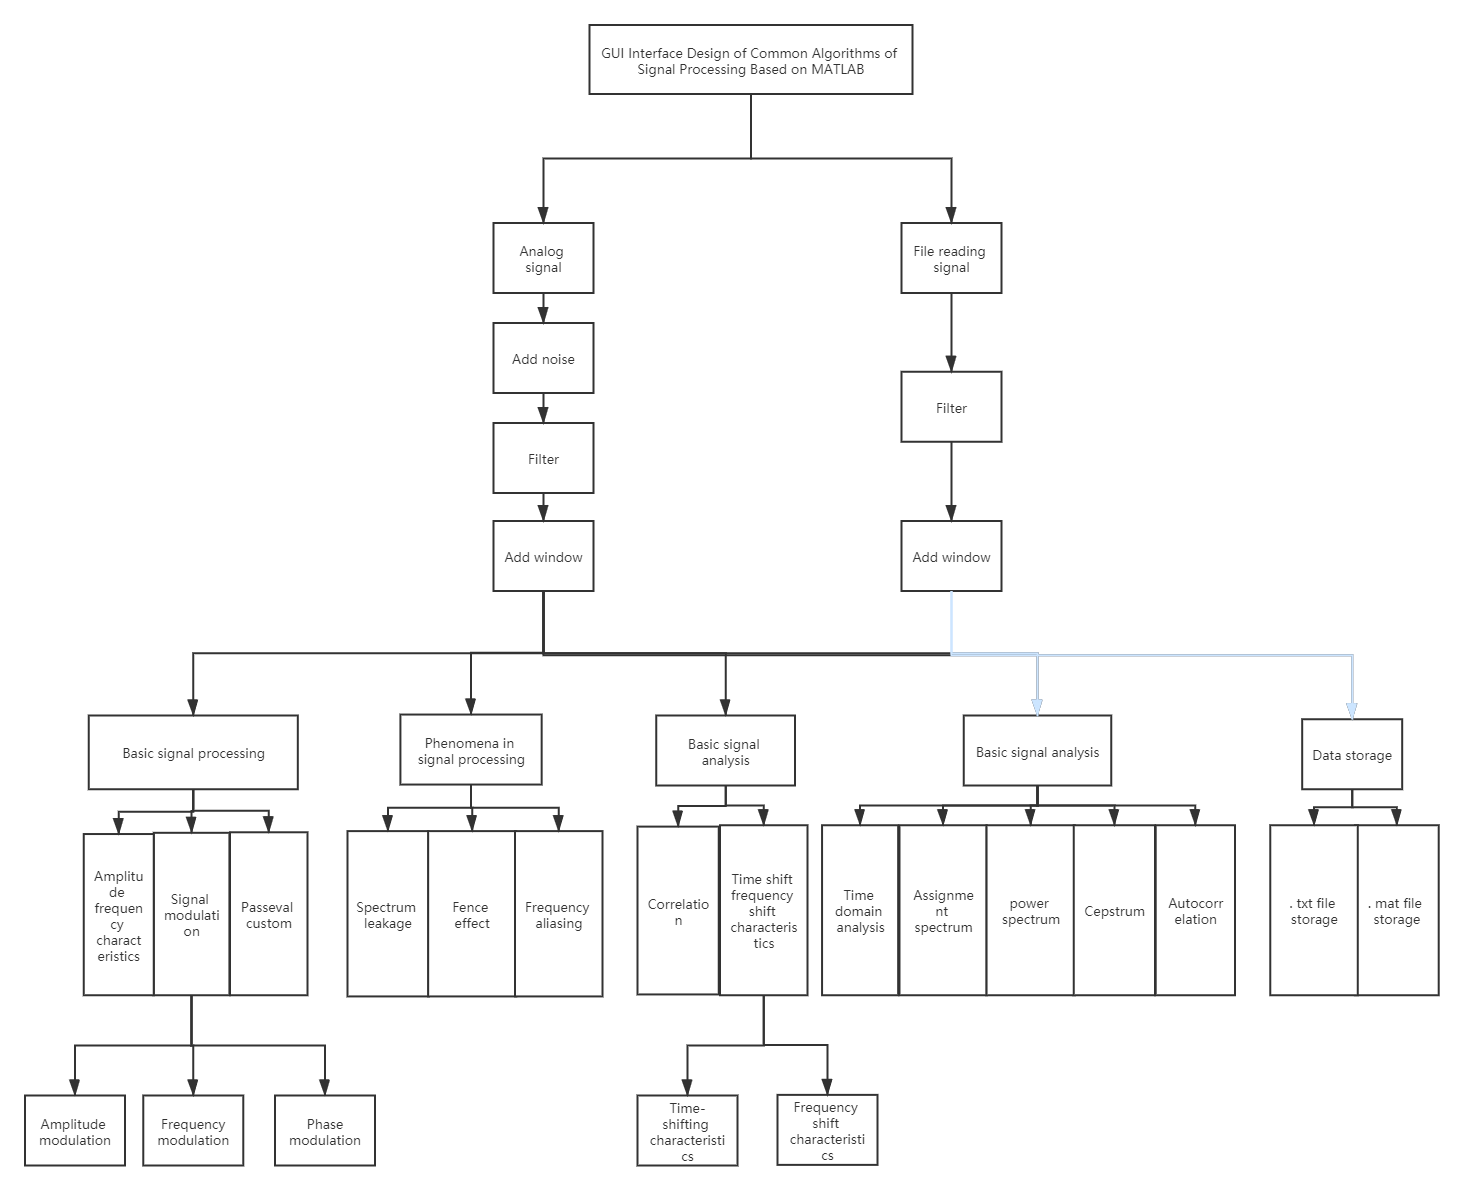 GUI Interface Design of Common Algorithms of
Signal Processing Based on MATLAB
Analog
signal
File reading
signal
Add noise
Filter
Filter
Add window
Add window
Basic signal processing
Phenomena in
signal processing
Basic signal
analysis
Basic signal analysis
Data storage
Amplitu
de
frequen
cy
charact
eristics
Signal
modulati
on
Passeval
custom
Spectrum
leakage
Fence
effect
Frequency
aliasing
Correlatio
n
Time shift
frequency
shift
characteris
tics
Time
domain
analysis
Assignme
nt
spectrum
power
spectrum
Cepstrum
Autocorr
elation
. txt file
storage
. mat file
storage
Amplitude
modulation
Frequency
modulation
Phase
modulation
Time-
shifting
characteristi
cs
Frequency
shift
characteristi
cs